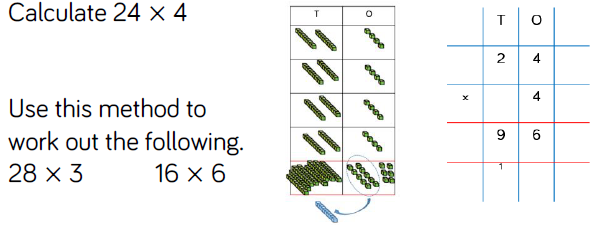 Calculate 24 × 4
Use this method to
work out the following.
28 × 3 16 × 6
T O
T O
2 4
× 4
9 6
1